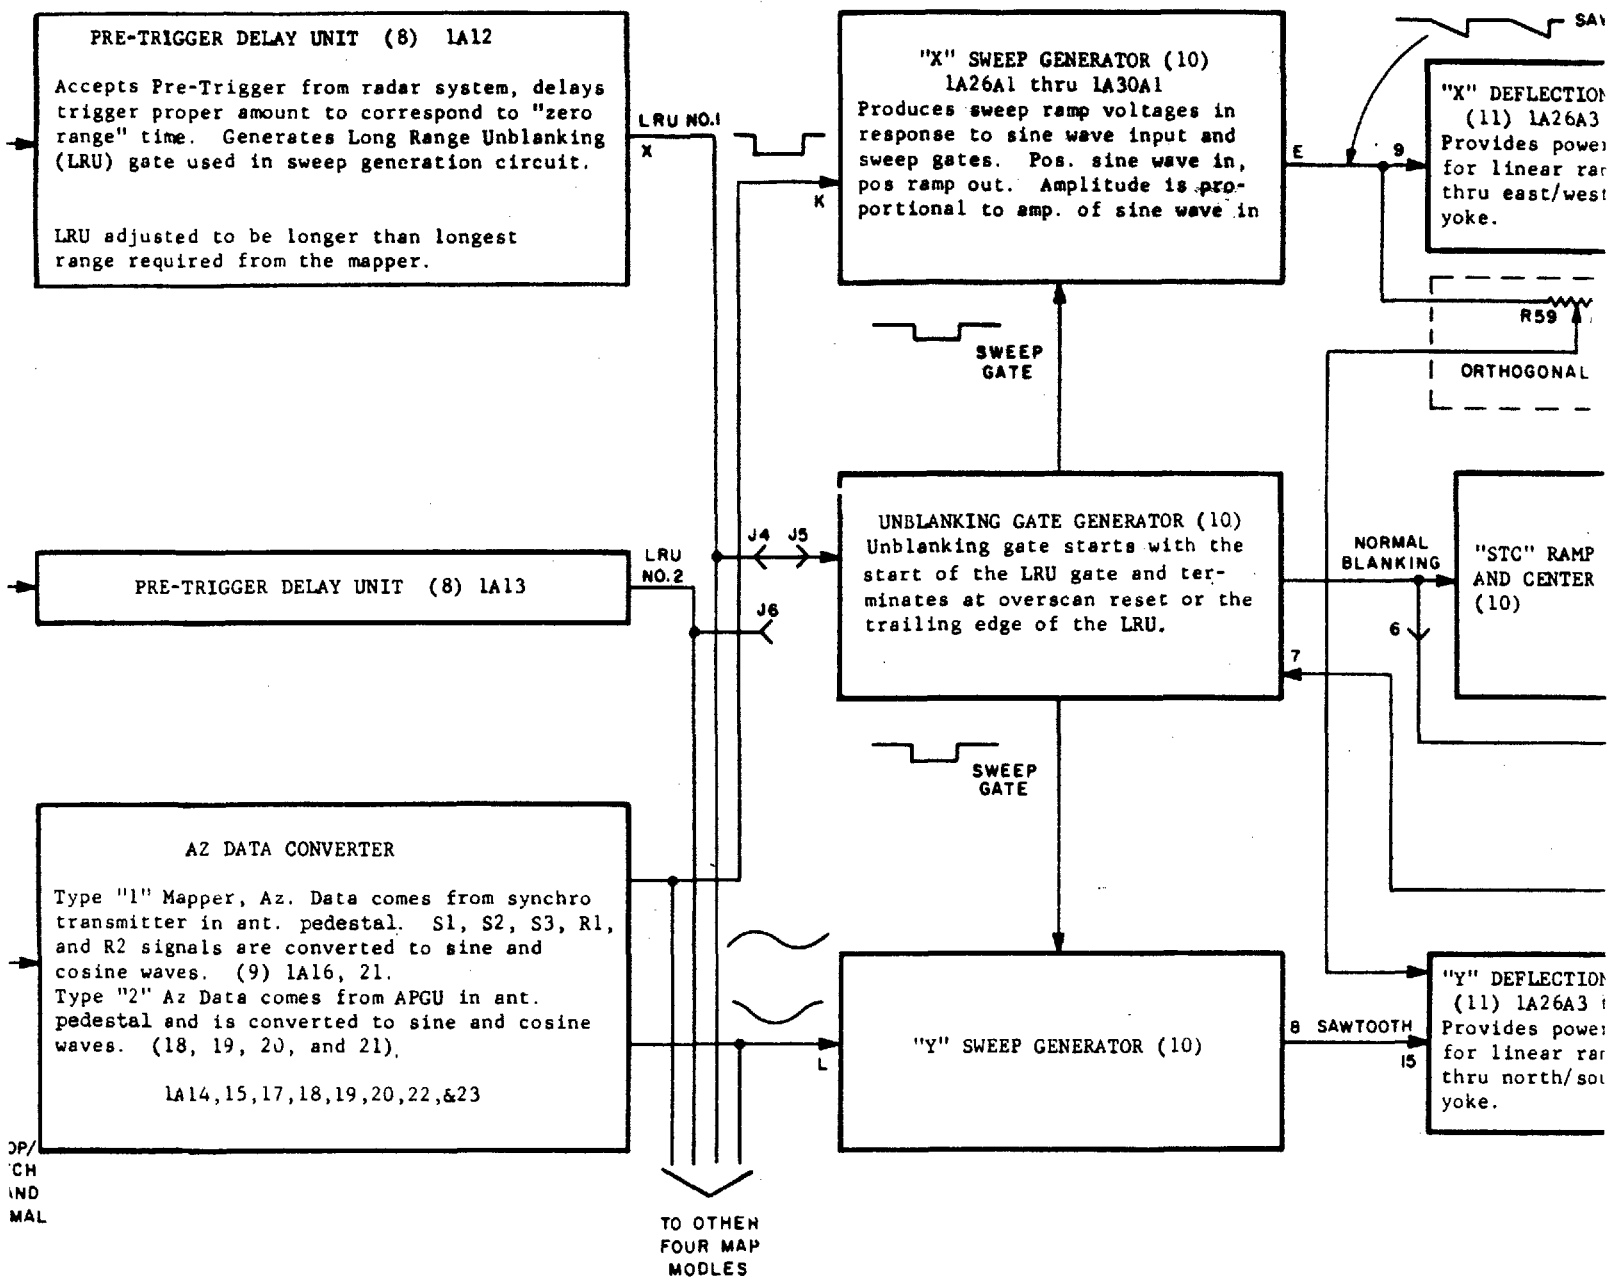 PRE-TRIGGER DELAY UNIT (8) 1A12
Accepts Pre-Trigger from radar system, delays
trigger proper amount to correspond to "zero
range" time. Generates Long Range Unblanking
(LRU) gate used in sweep generation circuit.
LRU adjusted to be longer than longest
range required from the mapper.
LRU NO.1
X
K
"X" SWEEP GENERATOR (10)
1A26A1 thru 1A30A1
Produces sweep ramp voltages in
response to sine wave input and
sweep gates. Pos. sine wave in,
pos ramp out. Amplitude is pro-
portional to amp. of sine wave in
E
9
SAW
"X" DEFLECTION
(11) 1A26A3
Provides power
for linear ram
thru east/west
yoke.
R59
ORTHOGONAL
SWEEP
GATE
PRE-TRIGGER DELAY UNIT (8) 1A13
LRU
NO.2
J4 J5
J6
UNBLANKING GATE GENERATOR (10)
Unblanking gate starts with the
start of the LRU gate and ter-
minates at overscan reset or the
trailing edge of the LRU.
NORMAL
BLANKING
6
7
"STC" RAMP
AND CENTER
(10)
SWEEP
GATE
AZ DATA CONVERTER
Type "1" Mapper, Az. Data comes from synchro
transmitter in ant. pedestal. S1, S2, S3, R1,
and R2 signals are converted to sine and
cosine waves. (9) 1A16, 21.
Type "2" Az Data comes from APGU in ant.
pedestal and is converted to sine and cosine
waves. (18, 19, 20, and 21).
1A14,15,17,18,19,20,22,&23
L
"Y" SWEEP GENERATOR (10)
8 SAWTOOTH
15
"Y" DEFLECTION
(11) 1A26A3
Provides power
for linear ram
thru north/sou
yoke.
OP/
CH
AND
MAL
TO OTHER
FOUR MAP
MODLES